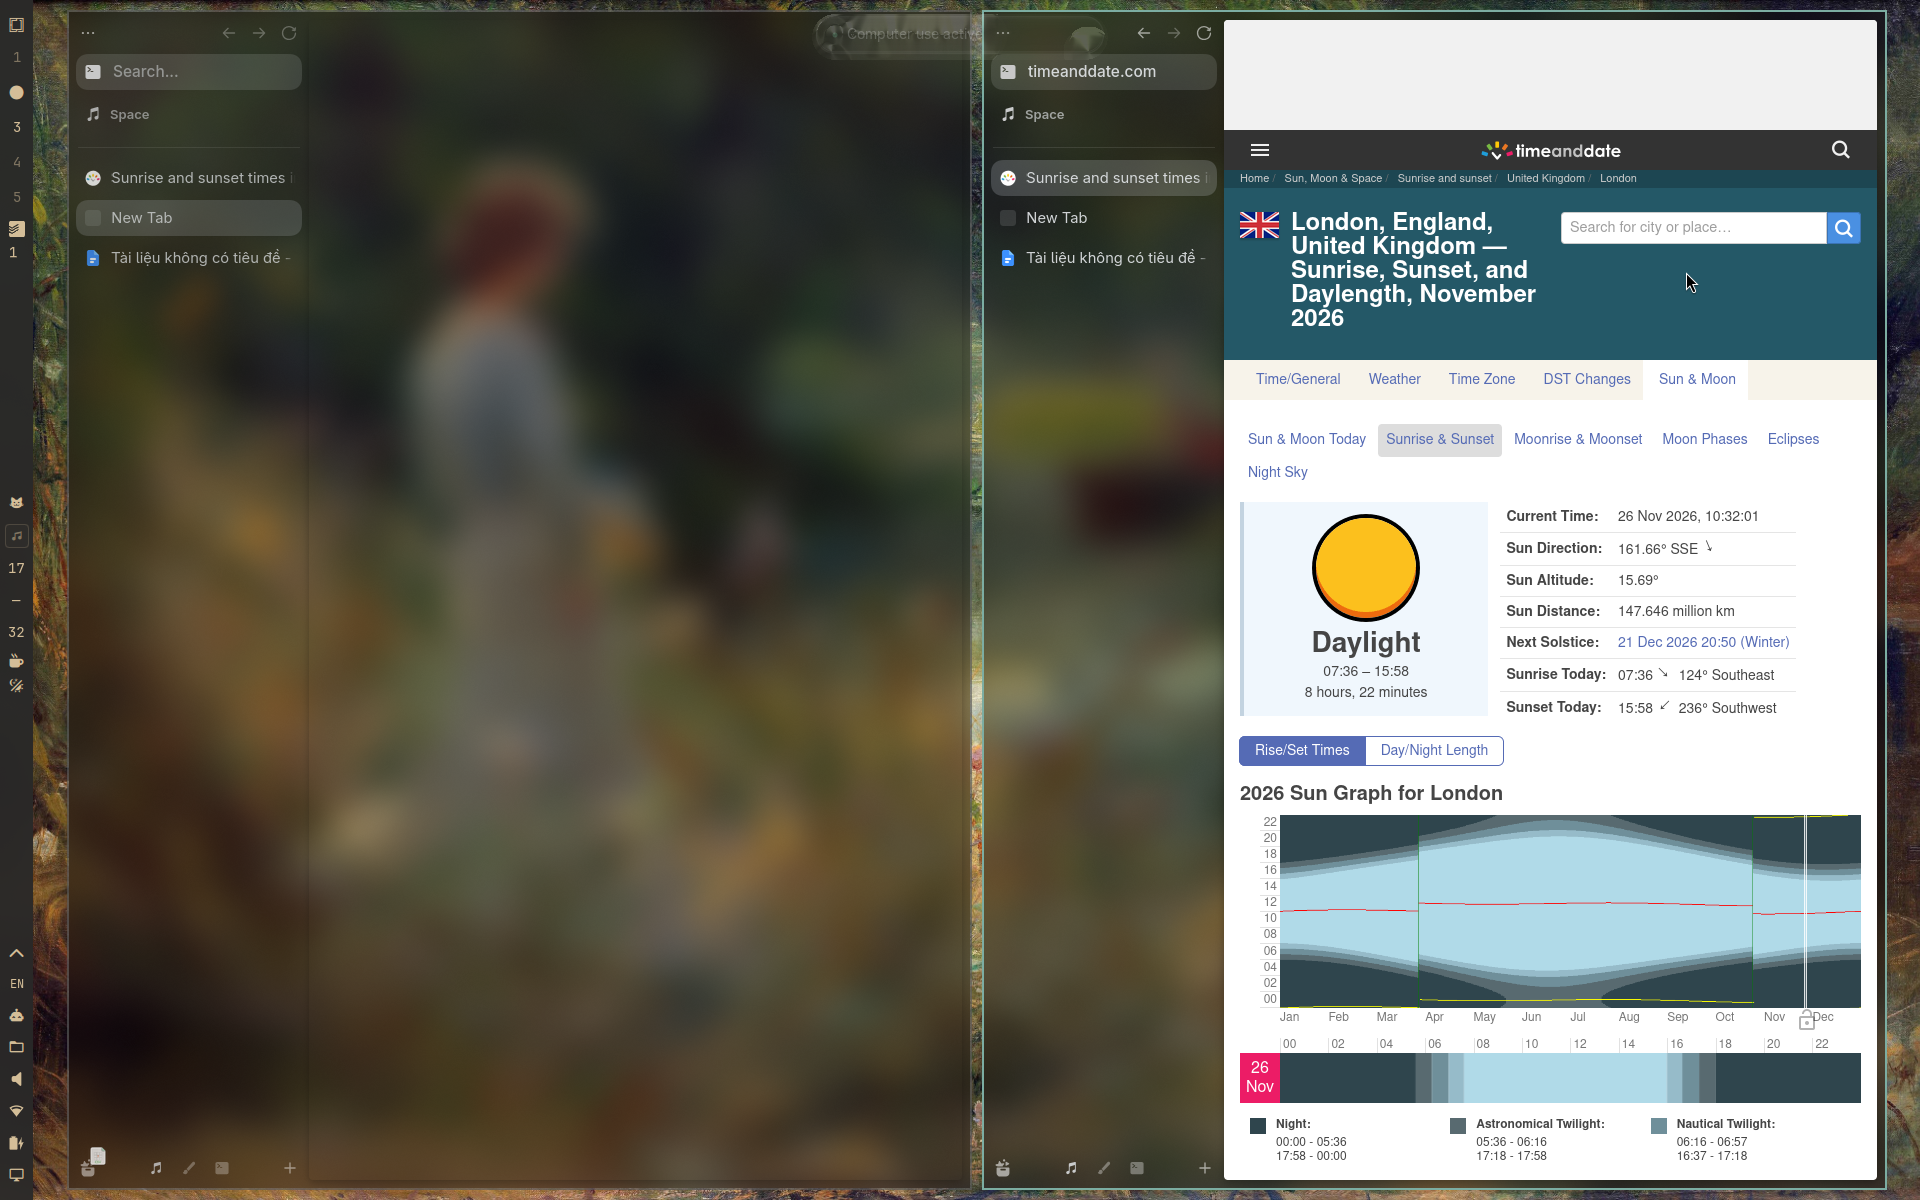 1
3
4
5
1
17
–
32
EN
...
Search...
Space
Sunrise and sunset times i
New Tab
Tài liệu không có tiêu đề -
Computer use active
...
timeanddate.com
Space
Sunrise and sunset times i
New Tab
Tài liệu không có tiêu đề -
timeanddate
Home / Sun, Moon & Space / Sunrise and sunset / United Kingdom / London
London, England,
United Kingdom —
Sunrise, Sunset, and
Daylength, November
2026
Search for city or place…
Time/General Weather Time Zone DST Changes Sun & Moon
Sun & Moon Today Sunrise & Sunset Moonrise & Moonset Moon Phases Eclipses
Night Sky
Daylight
07:36 – 15:58
8 hours, 22 minutes
Current Time: 26 Nov 2026, 10:32:01
Sun Direction: 161.66° SSE ↑
Sun Altitude: 15.69°
Sun Distance: 147.646 million km
Next Solstice: 21 Dec 2026 20:50 (Winter)
Sunrise Today: 07:36 ↑ 124° Southeast
Sunset Today: 15:58 ↑ 236° Southwest
Rise/Set Times Day/Night Length
2026 Sun Graph for London
22
20
18
16
14
12
10
08
06
04
02
00
Jan Feb Mar Apr May Jun Jul Aug Sep Oct Nov Dec
00 02 04 06 08 10 12 14 16 18 20 22
26
Nov
Night:
00:00 - 05:36
17:58 - 00:00
Astronomical Twilight:
05:36 - 06:16
17:18 - 17:58
Nautical Twilight:
06:16 - 06:57
16:37 - 17:18